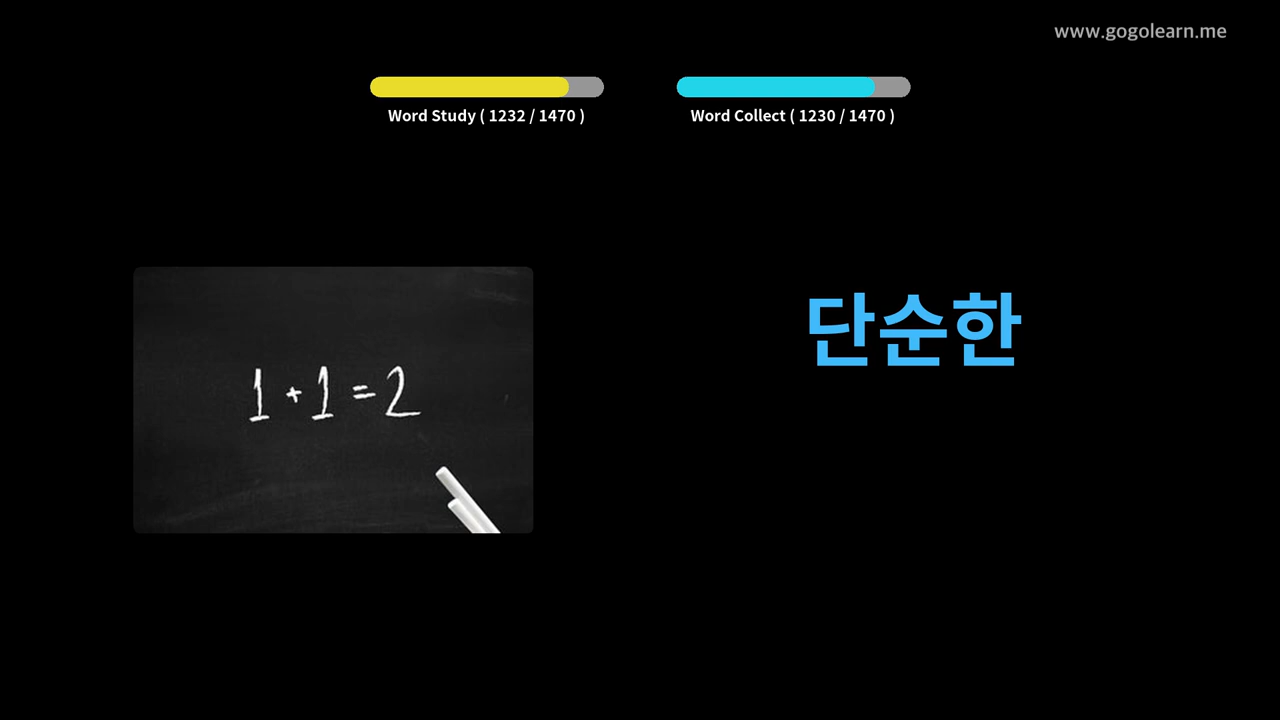 www.gogolearn.me
Word Study ( 1232 / 1470 )
Word Collect ( 1230 / 1470 )
단순한
1 + 1 = 2